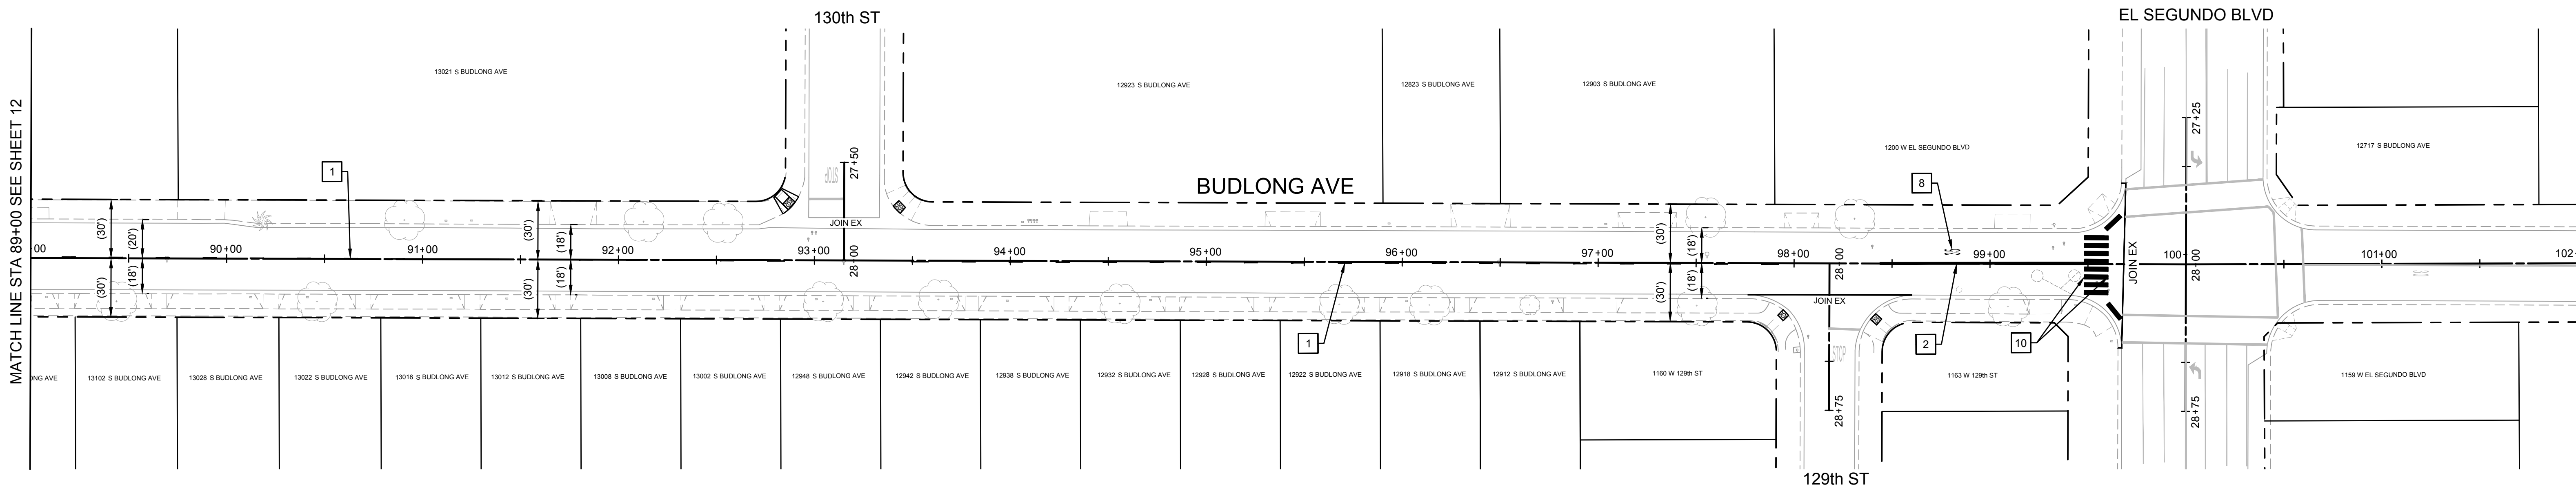 130th ST
EL SEGUNDO BLVD
MATCH LINE STA 89+00 SEE SHEET 12
13021 S BUDLONG AVE
12923 S BUDLONG AVE
12823 S BUDLONG AVE
12903 S BUDLONG AVE
1200 W EL SEGUNDO BLVD
12717 S BUDLONG AVE
27+25
27+50
STOP
1
8
BUDLONG AVE
JOIN EX
(30')
(20')
(30')
(18')
(30')
(18')
00
90+00
91+00
92+00
93+00
28+00
94+00
95+00
96+00
97+00
98+00
28+00
99+00
JOIN EX
100
28+00
101+00
102
(30')
(18')
(30')
(18')
(30')
(18')
JOIN EX
1
2
10
STOP
ONG AVE
13102 S BUDLONG AVE
13028 S BUDLONG AVE
13022 S BUDLONG AVE
13018 S BUDLONG AVE
13012 S BUDLONG AVE
13008 S BUDLONG AVE
13002 S BUDLONG AVE
12948 S BUDLONG AVE
12942 S BUDLONG AVE
12938 S BUDLONG AVE
12932 S BUDLONG AVE
12928 S BUDLONG AVE
12922 S BUDLONG AVE
12918 S BUDLONG AVE
12912 S BUDLONG AVE
1160 W 129th ST
1163 W 129th ST
1159 W EL SEGUNDO BLVD
28+75
28+75
129th ST